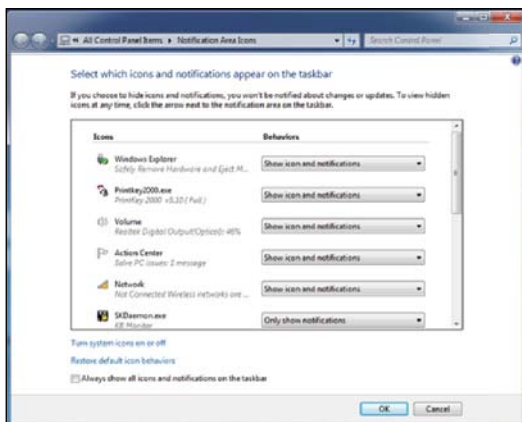 All Control Panel Items ▸ Notification Area Icons
Search Control Panel
Select which icons and notifications appear on the taskbar
If you choose to hide icons and notifications, you won't be notified about changes or updates. To view hidden
icons at any time, click the arrow next to the notification area on the taskbar.
Icons Behaviors
Windows Explorer
Safely Remove Hardware and Eject M...
Show icon and notifications
Printkey2000.exe
PrintKey 2000 v5.10 ( Full )
Show icon and notifications
Volume
Realtek Digital Output(Optical): 46%
Show icon and notifications
Action Center
Solve PC issues: 1 message
Show icon and notifications
Network
Not Connected Wireless networks are ...
Show icon and notifications
SKDaemon.exe
KB Monitor
Only show notifications
Turn system icons on or off
Restore default icon behaviors
Always show all icons and notifications on the taskbar
OK Cancel